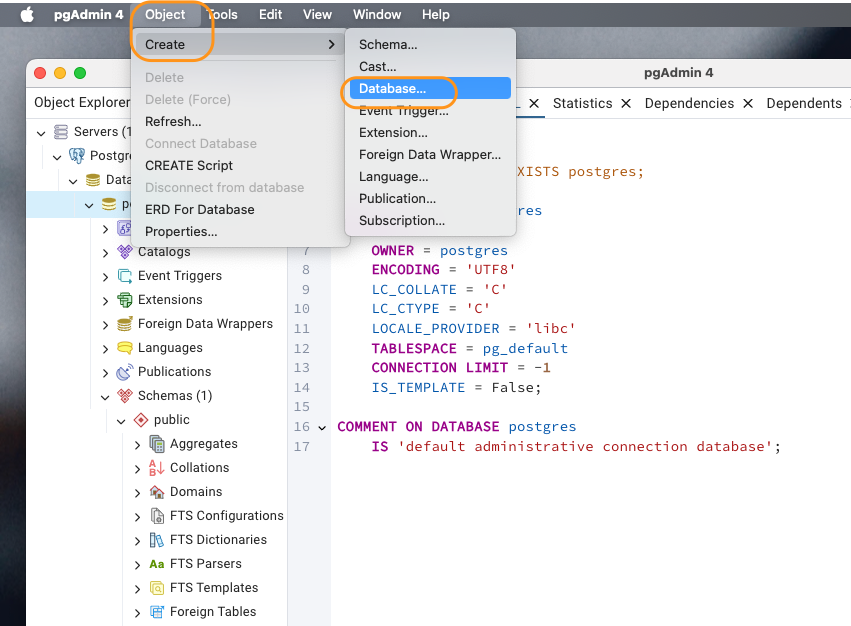 pgAdmin 4 Object Tools Edit View Window Help
Create
Delete
Delete (Force)
Refresh...
Connect Database
CREATE Script
Disconnect from database
ERD For Database
Properties...
Schema...
Cast...
Database...
Event Trigger...
Extension...
Foreign Data Wrapper...
Language...
Publication...
Subscription...
pgAdmin 4
Object Explorer
Statistics Dependencies Dependents
Servers (1
Postgre
Data
Catalogs
Event Triggers
Extensions
Foreign Data Wrappers
Languages
Publications
Schemas (1)
public
Aggregates
Collations
Domains
FTS Configurations
FTS Dictionaries
FTS Parsers
FTS Templates
Foreign Tables
XISTS postgres;
res
7 OWNER = postgres
8 ENCODING = 'UTF8'
9 LC_COLLATE = 'C'
10 LC_CTYPE = 'C'
11 LOCALE_PROVIDER = 'libc'
12 TABLESPACE = pg_default
13 CONNECTION LIMIT = -1
14 IS_TEMPLATE = False;
15
16 COMMENT ON DATABASE postgres
17 IS 'default administrative connection database';